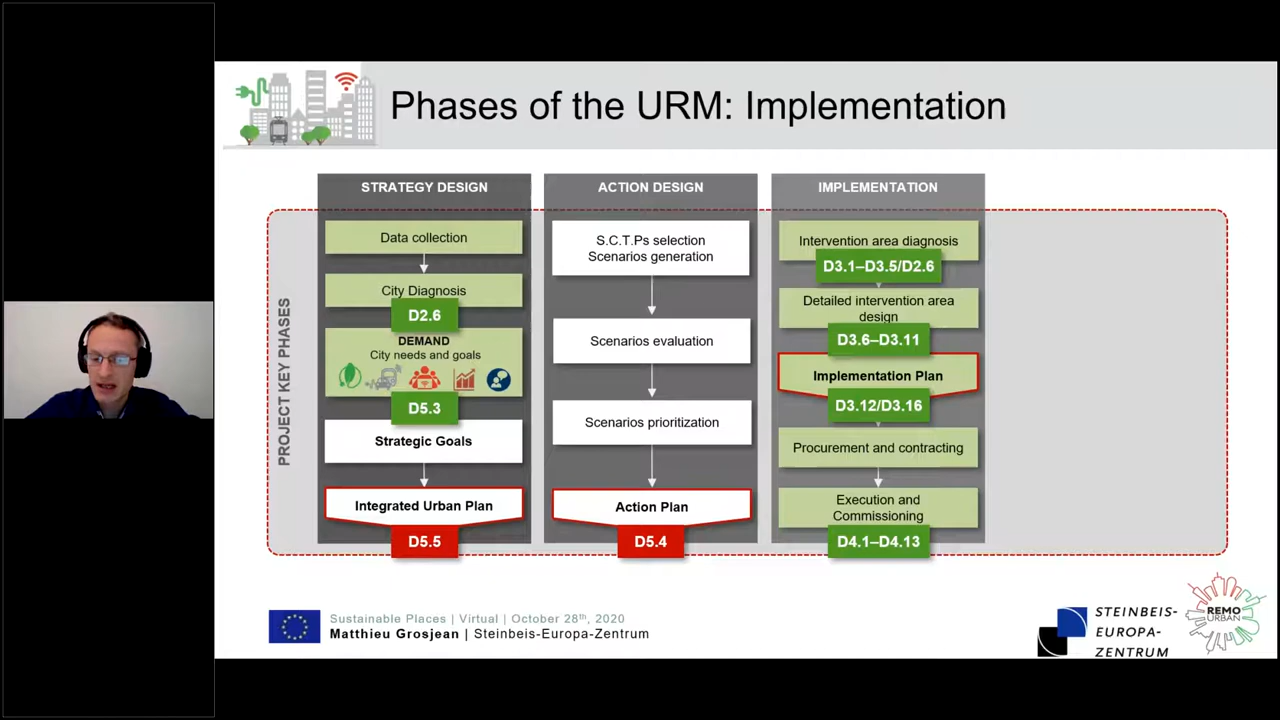 Phases of the URM: Implementation
PROJECT KEY PHASES
STRATEGY DESIGN
Data collection
City Diagnosis
D2.6
DEMAND
City needs and goals
D5.3
Strategic Goals
Integrated Urban Plan
D5.5
ACTION DESIGN
S.C.T.Ps selection
Scenarios generation
Scenarios evaluation
Scenarios prioritization
Action Plan
D5.4
IMPLEMENTATION
Intervention area diagnosis
D3.1–D3.5/D2.6
Detailed intervention area
design
D3.6–D3.11
Implementation Plan
D3.12/D3.16
Procurement and contracting
Execution and
Commissioning
D4.1–D4.13
Sustainable Places | Virtual | October 28th, 2020
Matthieu Grosjean | Steinbeis-Europa-Zentrum
STEINBEIS-
EUROPA-
ZENTRUM
REMO
URBAN